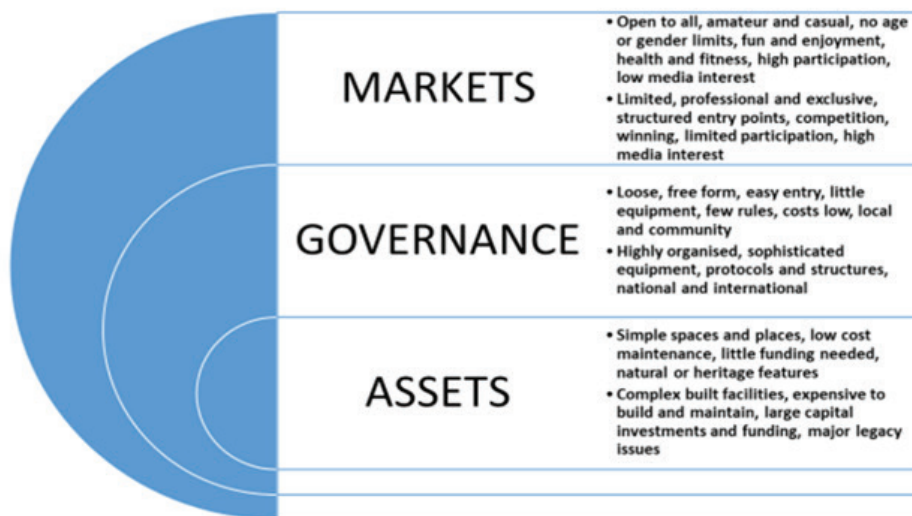 MARKETS
• Open to all, amateur and casual, no age
or gender limits, fun and enjoyment,
health and fitness, high participation,
low media interest
• Limited, professional and exclusive,
structured entry points, competition,
winning, limited participation, high
media interest
GOVERNANCE
• Loose, free form, easy entry, little
equipment, few rules, costs low, local
and community
• Highly organised, sophisticated
equipment, protocols and structures,
national and international
ASSETS
• Simple spaces and places, low cost
maintenance, little funding needed,
natural or heritage features
• Complex built facilities, expensive to
build and maintain, large capital
investments and funding, major legacy
issues